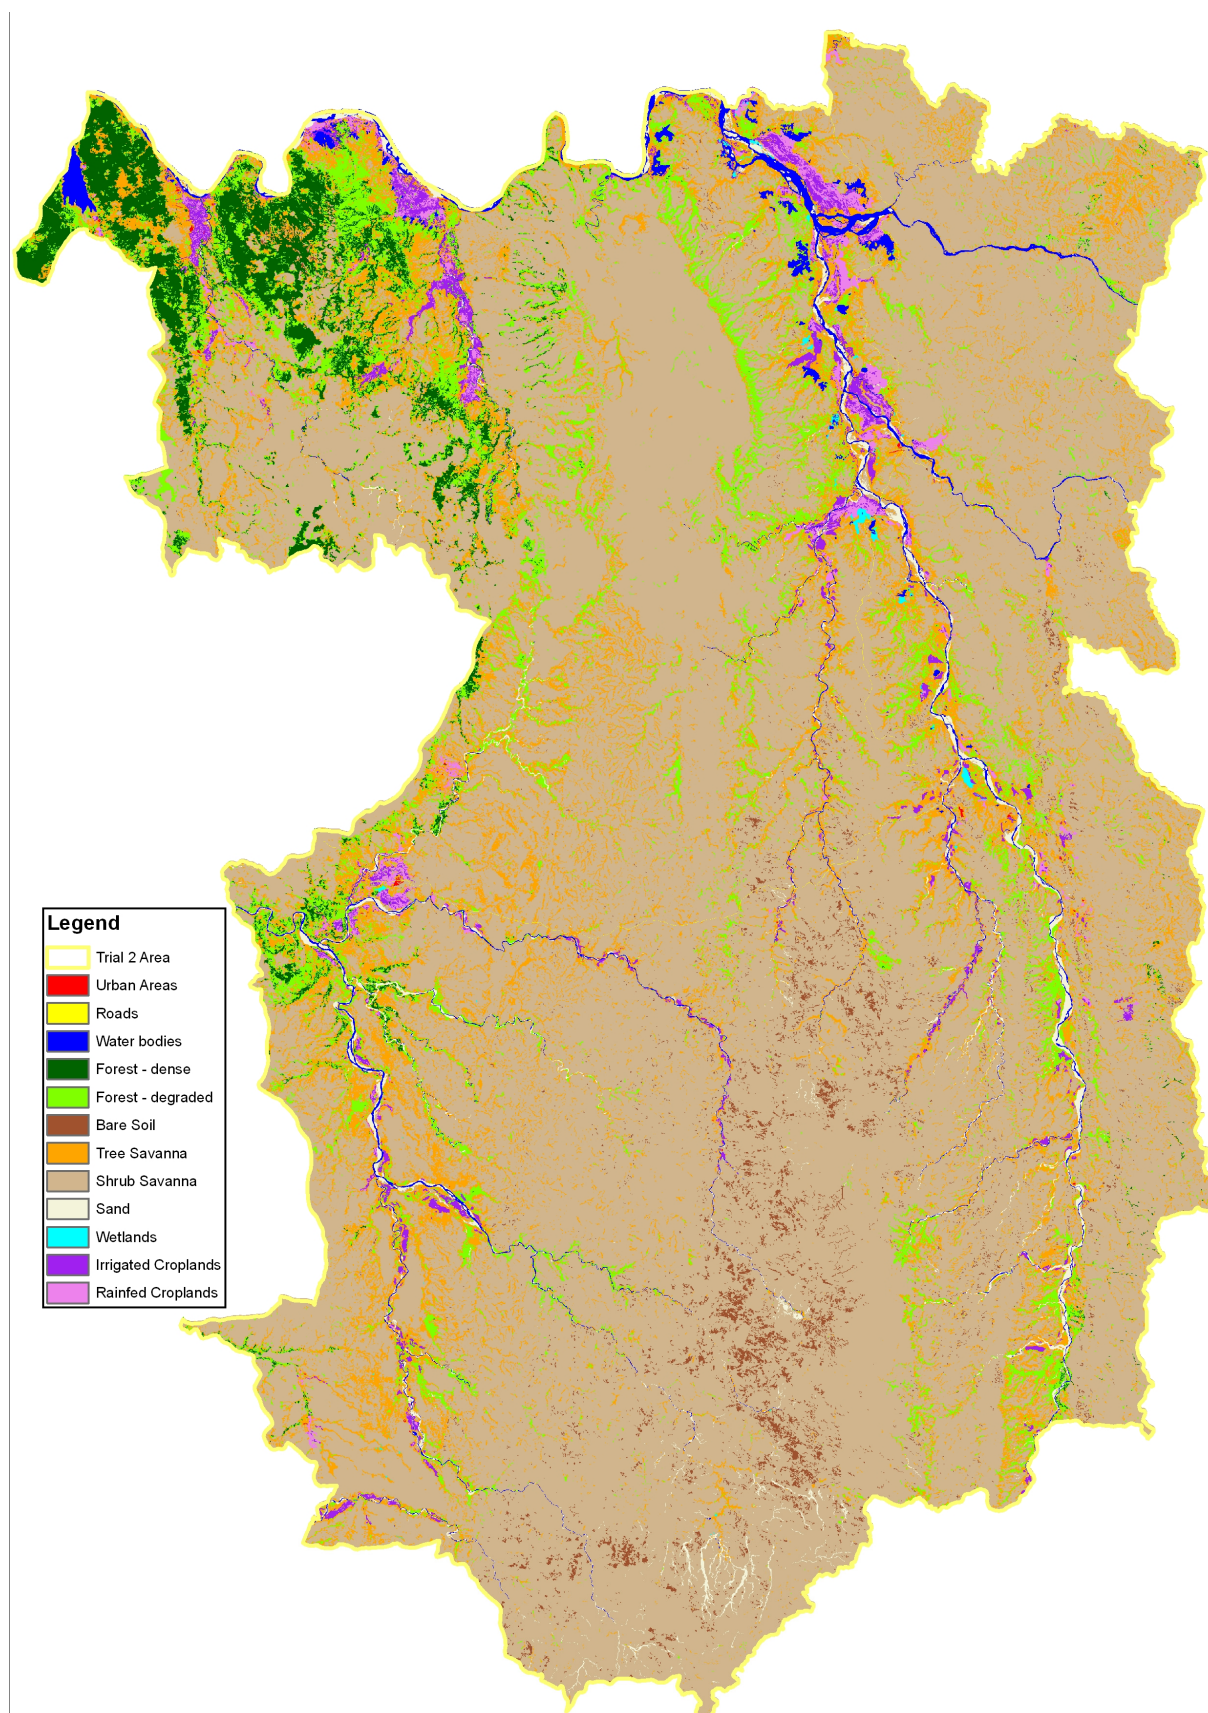 Legend
Trial 2 Area
Urban Areas
Roads
Water bodies
Forest - dense
Forest - degraded
Bare Soil
Tree Savanna
Shrub Savanna
Sand
Wetlands
Irrigated Croplands
Rainfed Croplands